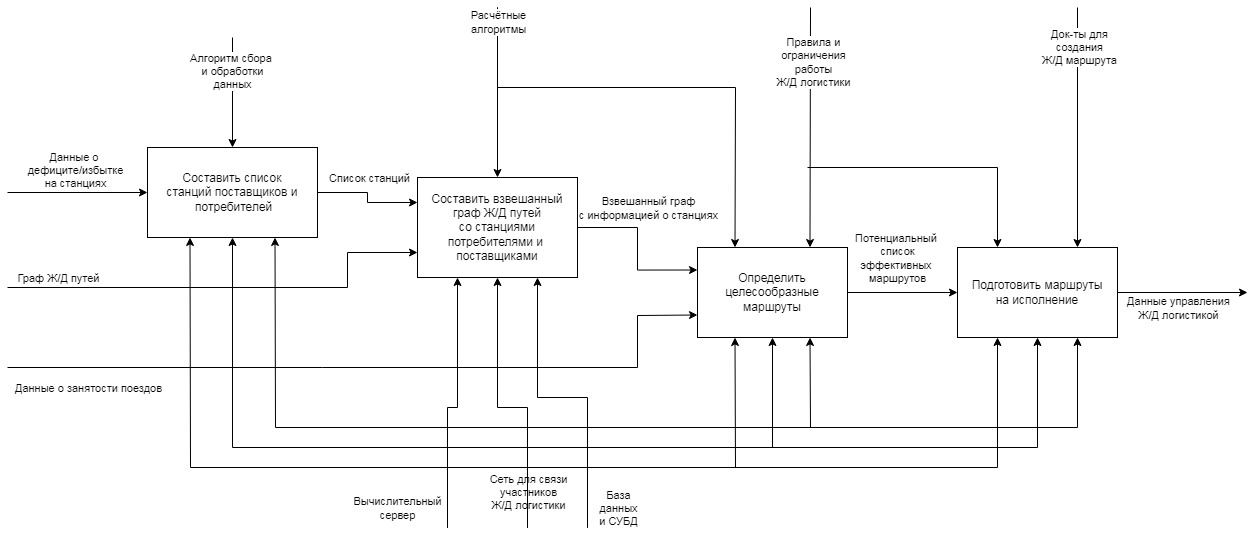 Расчётные
алгоритмы
Алгоритм сбора
и обработки
данных
Правила и
ограничения
работы
Ж/Д логистики
Док-ты для
создания
Ж/Д маршрута
Данные о
дефиците/избытке
на станциях
Составить список
станций поставщиков и
потребителей
Список станций
Составить взвешанный
граф Ж/Д путей
со станциями
потребителями и
поставщиками
Взвешанный граф
с информацией о станциях
Граф Ж/Д путей
Определить
целесообразные
маршруты
Потенциальный
список
эффективных
маршрутов
Подготовить маршруты
на исполнение
Данные управления
Ж/Д логистикой
Данные о занятости поездов
Вычислительный
сервер
Сеть для связи
участников
Ж/Д логистики
База
данных
и СУБД